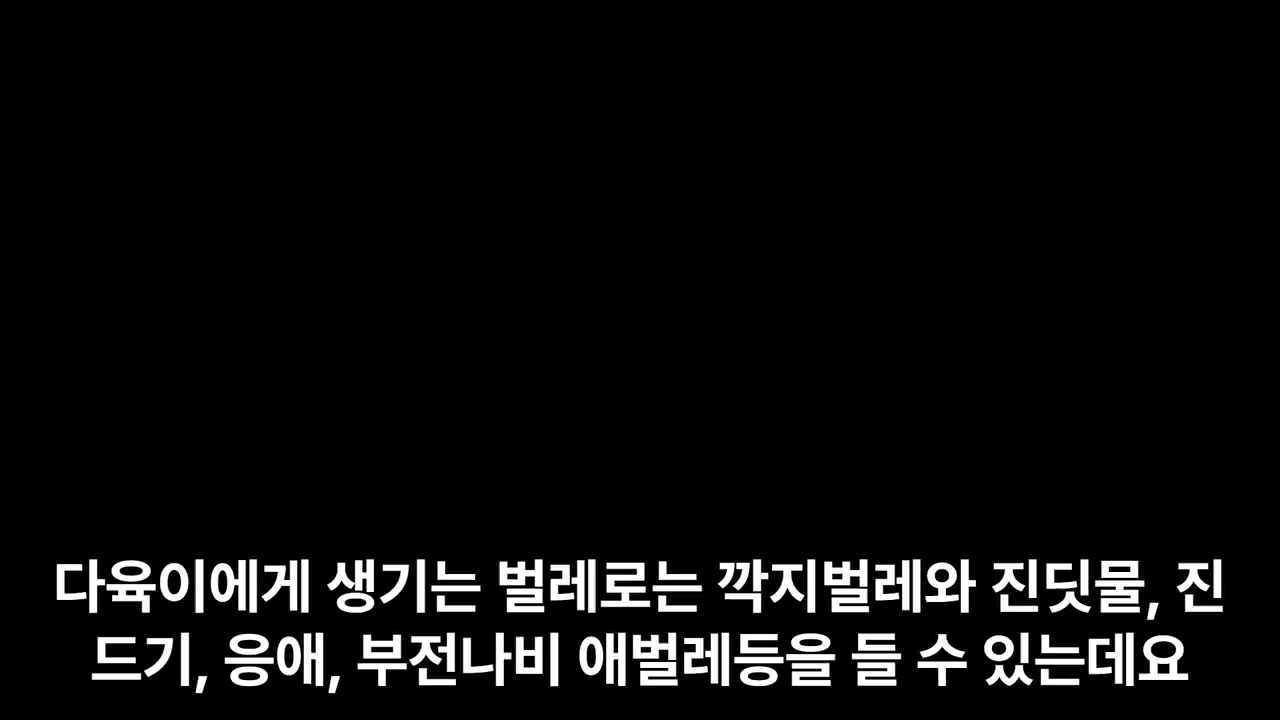 다육이에게 생기는 벌레로는 깍지벌레와 진딧물, 진
드기, 응애, 부전나비 애벌레등을 들 수 있는데요